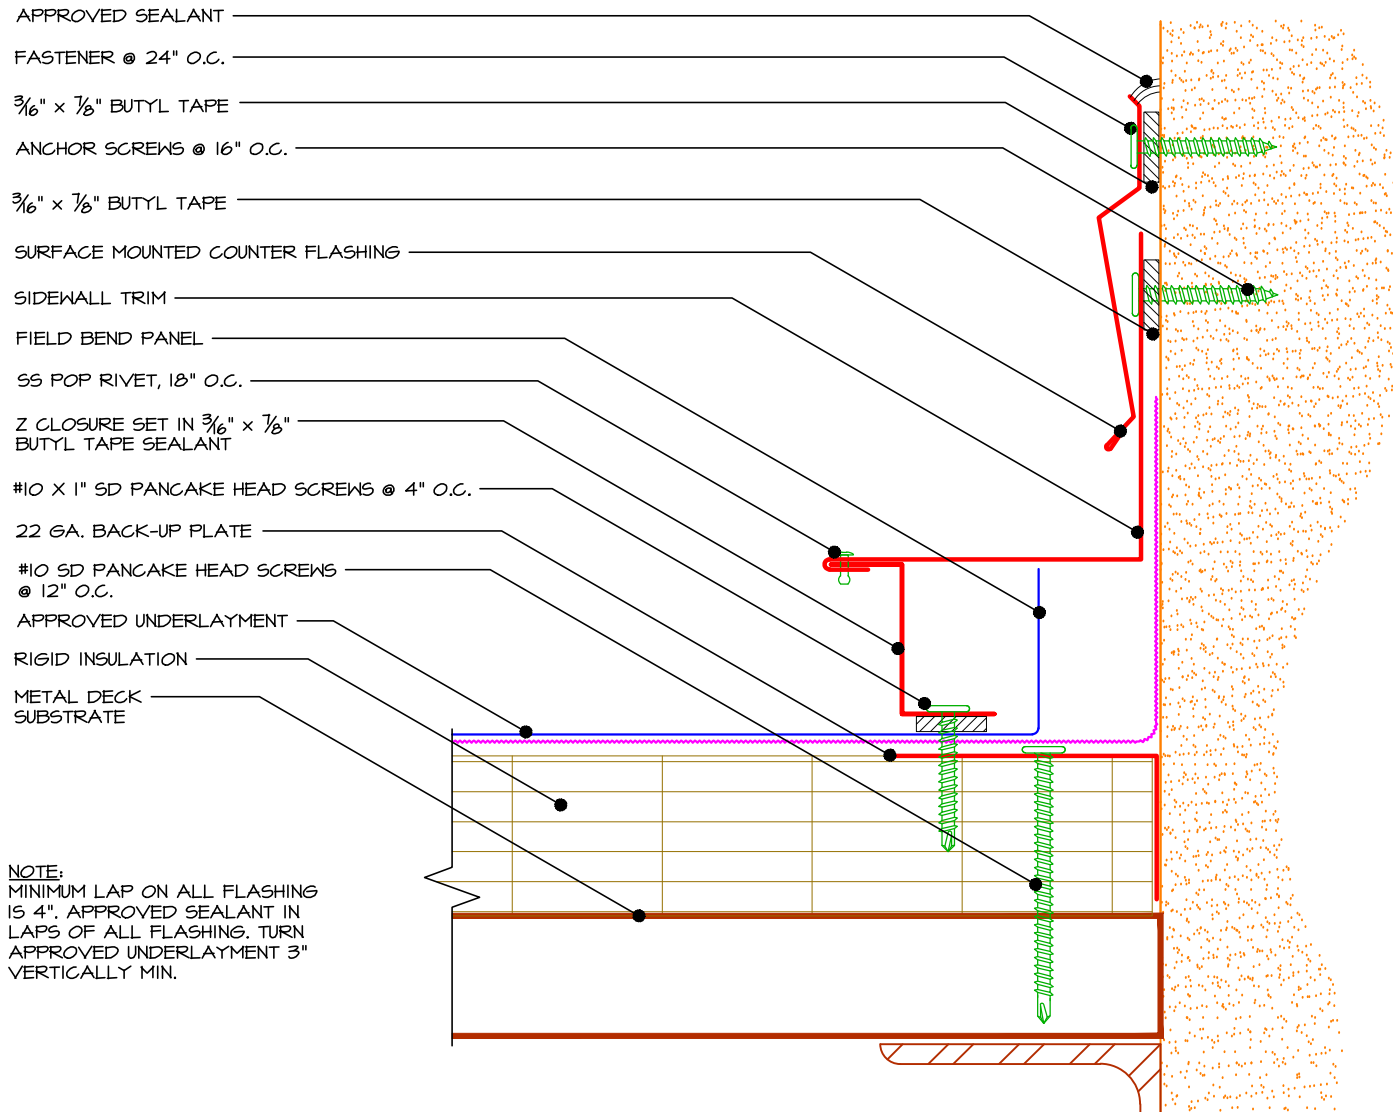 APPROVED SEALANT
FASTENER @ 24" O.C.
3/16" x 7/8" BUTYL TAPE
ANCHOR SCREWS @ 16" O.C.
3/16" x 7/8" BUTYL TAPE
SURFACE MOUNTED COUNTER FLASHING
SIDEWALL TRIM
FIELD BEND PANEL
SS POP RIVET, 18" O.C.
Z CLOSURE SET IN 3/16" x 7/8"
BUTYL TAPE SEALANT
#10 X 1" SD PANCAKE HEAD SCREWS @ 4" O.C.
22 GA. BACK-UP PLATE
#10 SD PANCAKE HEAD SCREWS
@ 12" O.C.
APPROVED UNDERLAYMENT
RIGID INSULATION
METAL DECK
SUBSTRATE
NOTE:
MINIMUM LAP ON ALL FLASHING
IS 4". APPROVED SEALANT IN
LAPS OF ALL FLASHING. TURN
APPROVED UNDERLAYMENT 3"
VERTICALLY MIN.